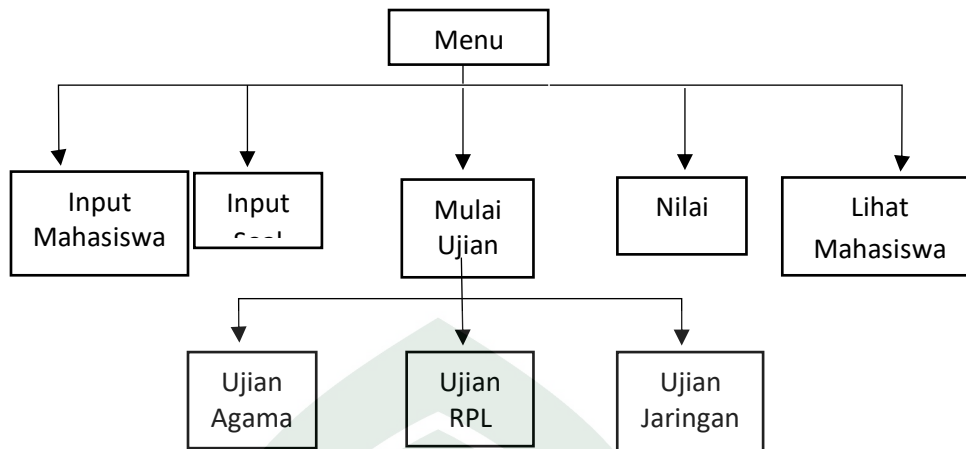 Menu
Input
Mahasiswa
Input
Mulai
Ujian
Nilai
Lihat
Mahasiswa
Ujian
Agama
Ujian
RPL
Ujian
Jaringan